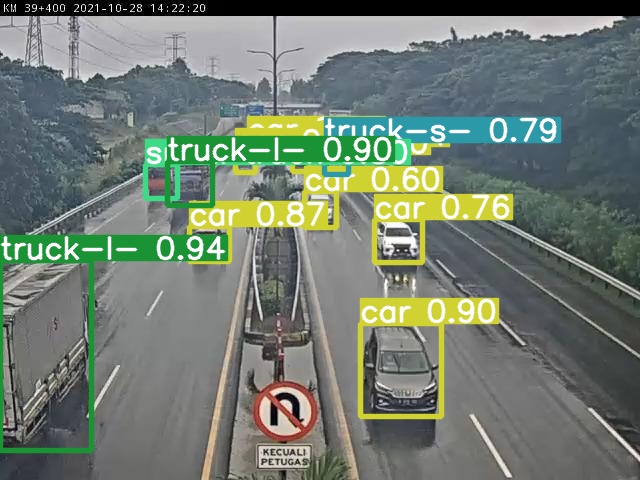 KM 39+400 2021-10-28 14:22:20
truck-s- 0.79
truck-l- 0.90
car 0.60
car 0.87
car 0.76
truck-l- 0.94
car 0.90
KECUALI
PETUGAS